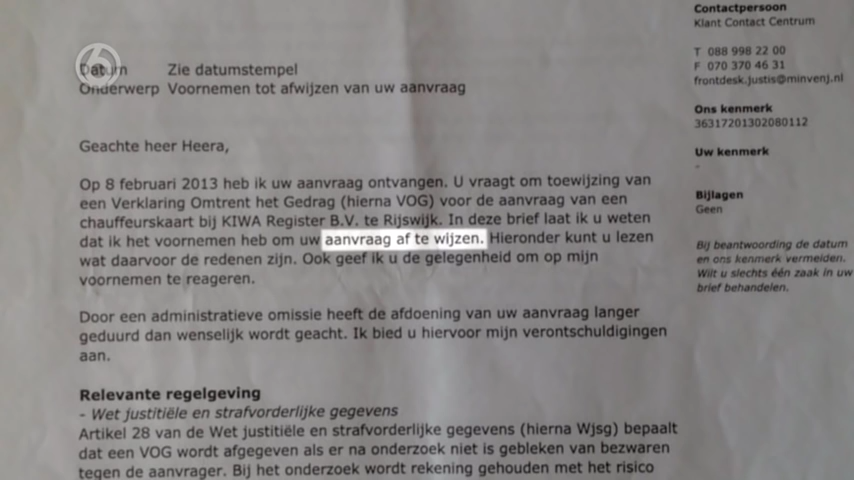 6
Datum Zie datumstempel
Onderwerp Voornemen tot afwijzen van uw aanvraag
Geachte heer Heera,
Op 8 februari 2013 heb ik uw aanvraag ontvangen. U vraagt om toewijzing van
een Verklaring Omtrent het Gedrag (hierna VOG) voor de aanvraag van een
chauffeurskaart bij KIWA Register B.V. te Rijswijk. In deze brief laat ik u weten
dat ik het voornemen heb om uw aanvraag af te wijzen. Hieronder kunt u lezen
wat daarvoor de redenen zijn. Ook geef ik u de gelegenheid om op mijn
voornemen te reageren.
Door een administratieve omissie heeft de afdoening van uw aanvraag langer
geduurd dan wenselijk wordt geacht. Ik bied u hiervoor mijn verontschuldigingen
aan.
Relevante regelgeving
- Wet justitiële en strafvorderlijke gegevens
Artikel 28 van de Wet justitiële en strafvorderlijke gegevens (hierna Wjsg) bepaalt
dat een VOG wordt afgegeven als er na onderzoek niet is gebleken van bezwaren
tegen de aanvrager. Bij het onderzoek wordt rekening gehouden met het risico
Contactpersoon
Klant Contact Centrum
T 088 998 22 00
F 070 370 46 31
frontdesk.justis@minvenj.nl
Ons kenmerk
36317201302080112
Uw kenmerk
-
Bijlagen
Geen
Bij beantwoording de datum
en ons kenmerk vermelden.
Wilt u slechts één zaak in uw
brief behandelen.